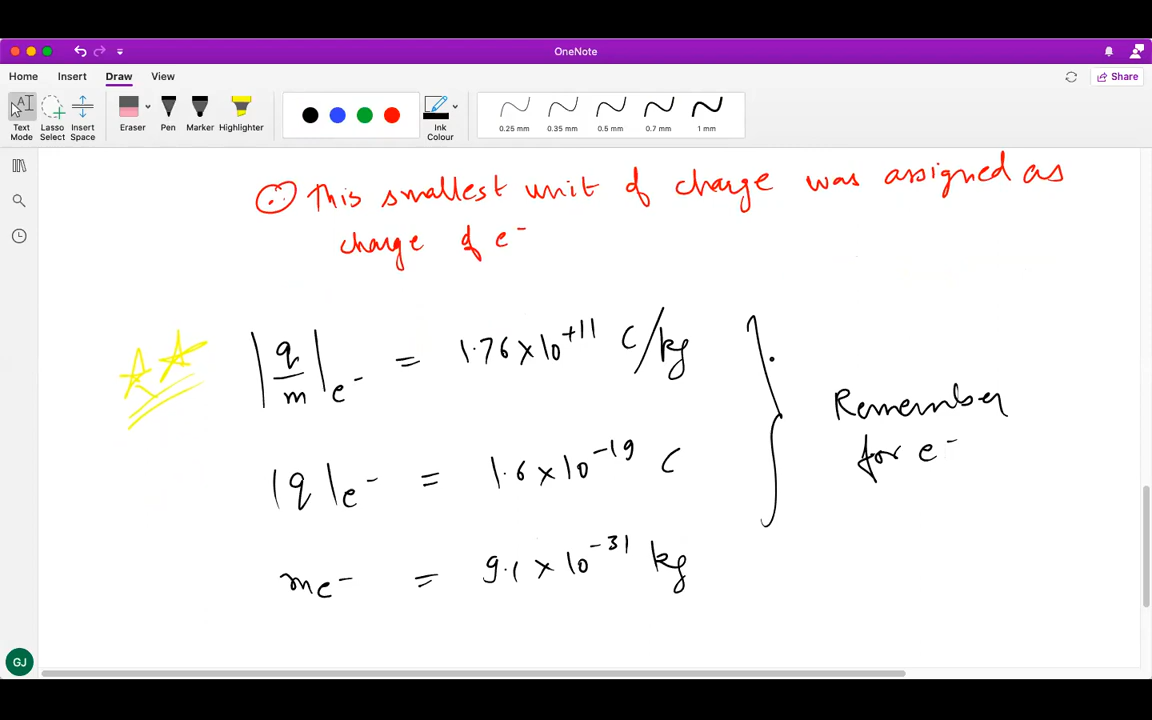 OneNote
Home Insert Draw View
Share
Text Mode
Lasso Select
Insert Space
Eraser
Pen
Marker
Highlighter
Ink Colour
0.25 mm
0.35 mm
0.5 mm
0.7 mm
1 mm
∴ This smallest unit of charge was assigned as
charge of e⁻
|q/m|e⁻ = 1.76×10⁺¹¹ C/kg
|q|e⁻ = 1.6×10⁻¹⁹ C
me⁻ = 9.1×10⁻³¹ kg
Remember
for e⁻
GJ